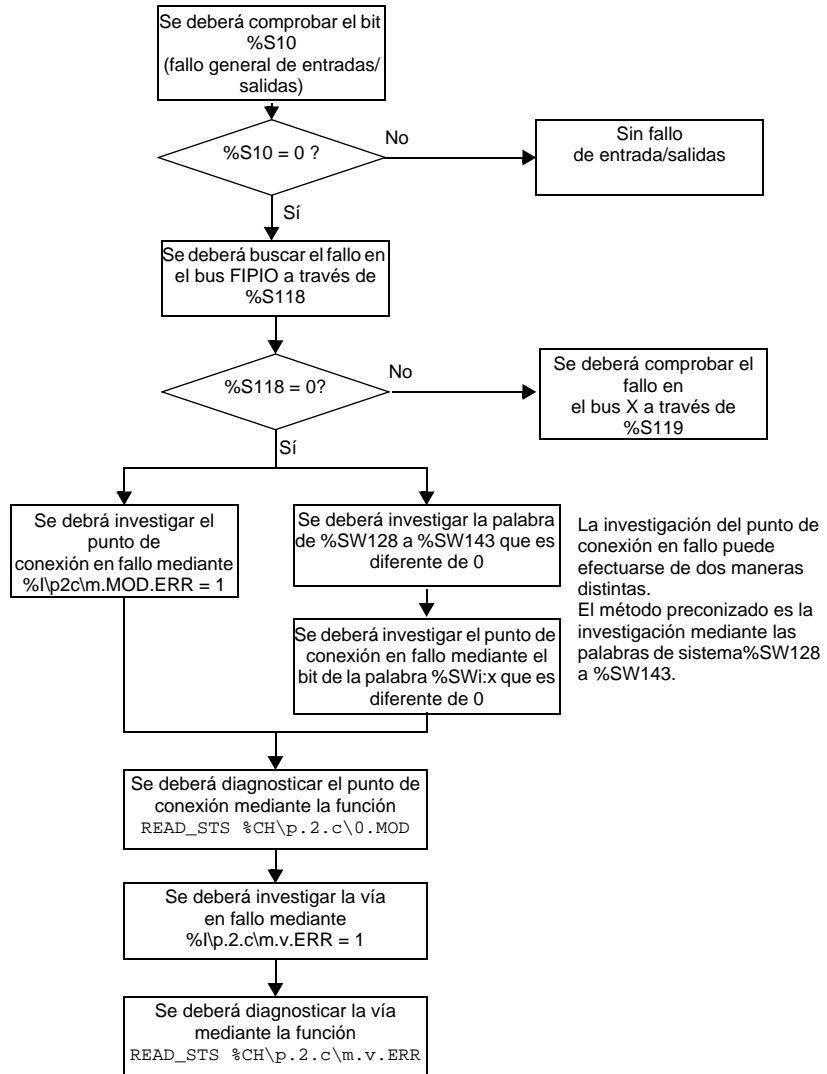 Se deberá comprobar el bit
%S10
(fallo general de entradas/
salidas)
%S10 = 0 ?
No
Sin fallo
de entrada/salidas
Sí
Se deberá buscar el fallo en
el bus FIPIO a través de
%S118
%S118 = 0?
No
Se deberá comprobar el
fallo en
el bus X a través de
%S119
Sí
Se debrá investigar el
punto de
conexión en fallo mediante
%I\p2c\m.MOD.ERR = 1
Se deberá investigar la palabra
de %SW128 a %SW143 que es
diferente de 0
La investigación del punto de
conexión en fallo puede
efectuarse de dos maneras
distintas.
El método preconizado es la
investigación mediante las
palabras de sistema%SW128
a %SW143.
Se deberá investigar el punto de
conexión en fallo mediante el
bit de la palabra %SWi:x que es
diferente de 0
Se deberá diagnosticar el punto de
conexión mediante la función
READ_STS %CH\p.2.c\0.MOD
Se deberá investigar la vía
en fallo mediante
%I\p.2.c\m.v.ERR = 1
Se deberá diagnosticar la vía
mediante la función
READ_STS %CH\p.2.c\m.v.ERR